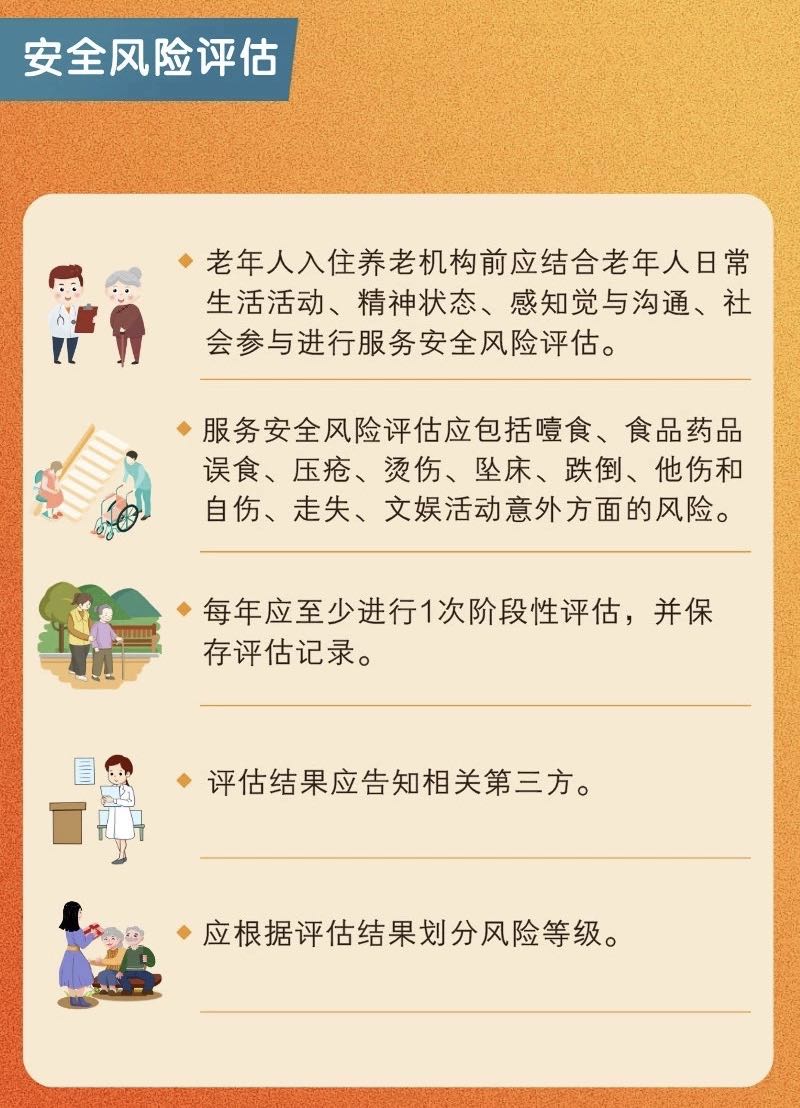 安全风险评估
老年人入住养老机构前应结合老年人日常
生活活动、精神状态、感知觉与沟通、社
会参与进行服务安全风险评估。
服务安全风险评估应包括噎食、食品药品
误食、压疮、烫伤、坠床、跌倒、他伤和
自伤、走失、文娱活动意外方面的风险。
每年应至少进行1次阶段性评估，并保
存评估记录。
评估结果应告知相关第三方。
应根据评估结果划分风险等级。